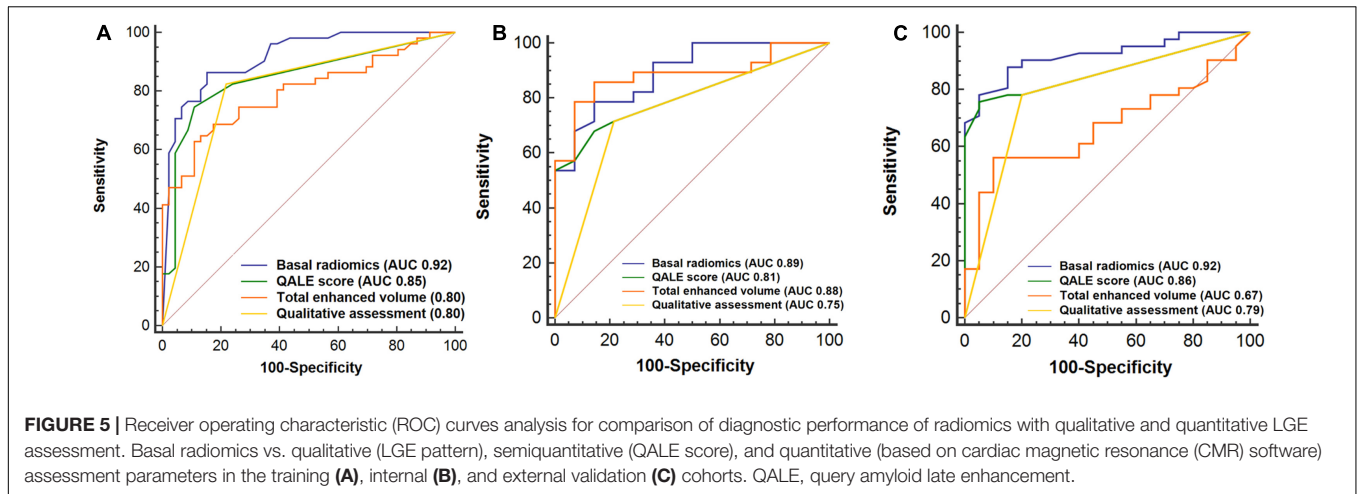 A
Sensitivity
100
80
60
40
20
0
Basal radiomics (AUC 0.92)
QALE score (AUC 0.85)
Total enhanced volume (0.80)
Qualitative assessment (0.80)
0 20 40 60 80 100
100-Specificity
B
Sensitivity
100
80
60
40
20
0
Basal radiomics (AUC 0.89)
QALE score (AUC 0.81)
Total enhanced volume (AUC 0.88)
Qualitative assessment (AUC 0.75)
0 20 40 60 80 100
100-Specificity
C
Sensitivity
100
80
60
40
20
0
Basal radiomics (AUC 0.92)
QALE score (AUC 0.86)
Total enhanced volume (AUC 0.67)
Qualitative assessment (AUC 0.79)
0 20 40 60 80 100
100-Specificity
FIGURE 5 | Receiver operating characteristic (ROC) curves analysis for comparison of diagnostic performance of radiomics with qualitative and quantitative LGE
assessment. Basal radiomics vs. qualitative (LGE pattern), semiquantitative (QALE score), and quantitative (based on cardiac magnetic resonance (CMR) software)
assessment parameters in the training (A), internal (B), and external validation (C) cohorts. QALE, query amyloid late enhancement.